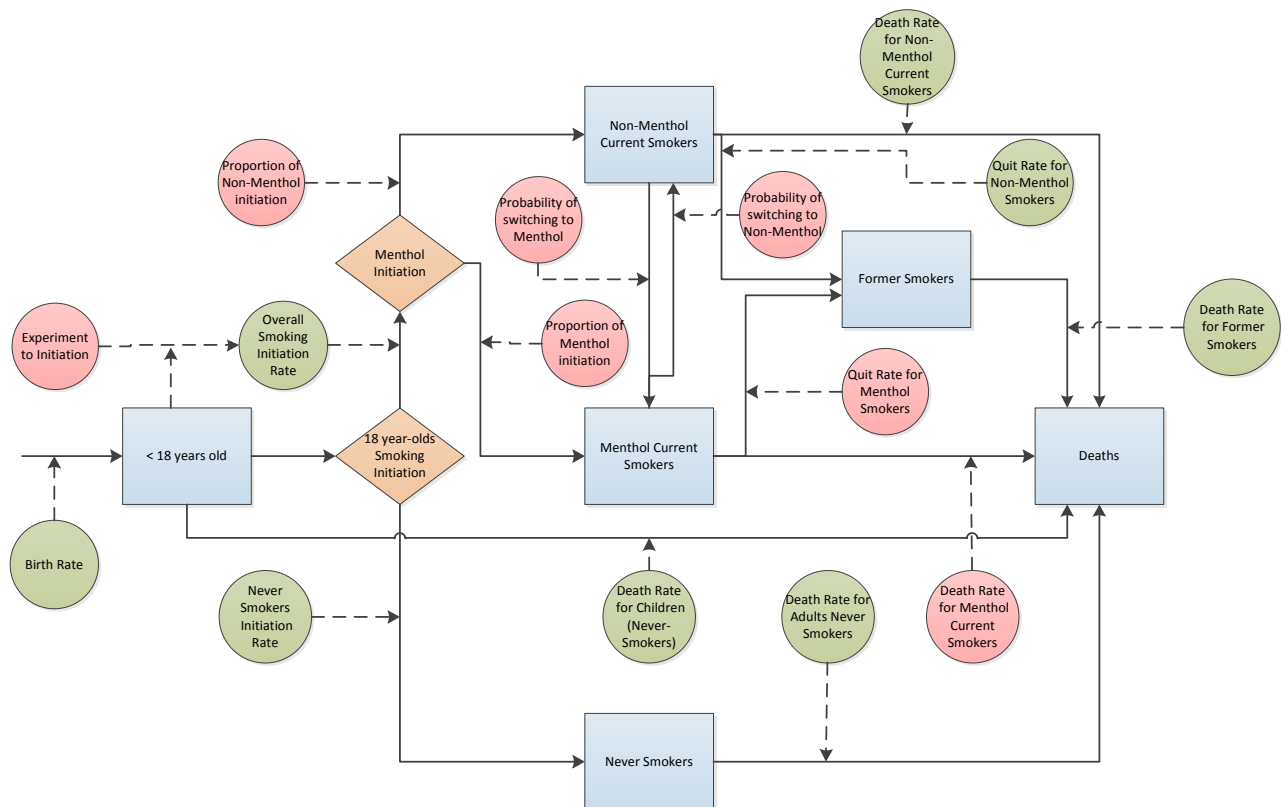 Death Rate
for Non-
Menthol
Current
Smokers
Non-Menthol
Current Smokers
Proportion of
Non-Menthol
initiation
Quit Rate for
Non-Menthol
Smokers
Probability of
switching to
Menthol
Probability of
switching to
Non-Menthol
Menthol
Initiation
Former Smokers
Experiment
to Initiation
Overall
Smoking
Initiation
Rate
Proportion of
Menthol
initiation
Death Rate
for Former
Smokers
Quit Rate for
Menthol
Smokers
< 18 years old
18 year-olds
Smoking
Initiation
Menthol Current
Smokers
Deaths
Birth Rate
Never
Smokers
Initiation
Rate
Death Rate
for Children
(Never-
Smokers)
Death Rate for
Adults Never
Smokers
Death Rate
for Menthol
Current
Smokers
Never Smokers